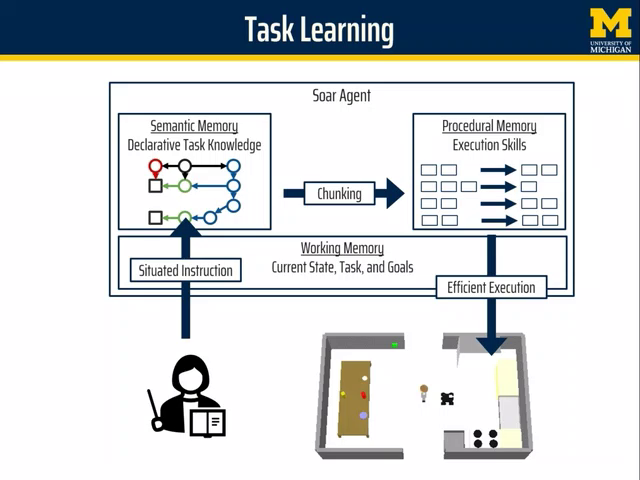 Task Learning
M
UNIVERSITY OF
MICHIGAN
Soar Agent
Semantic Memory
Declarative Task Knowledge
Chunking
Procedural Memory
Execution Skills
Working Memory
Current State, Task, and Goals
Situated Instruction
Efficient Execution